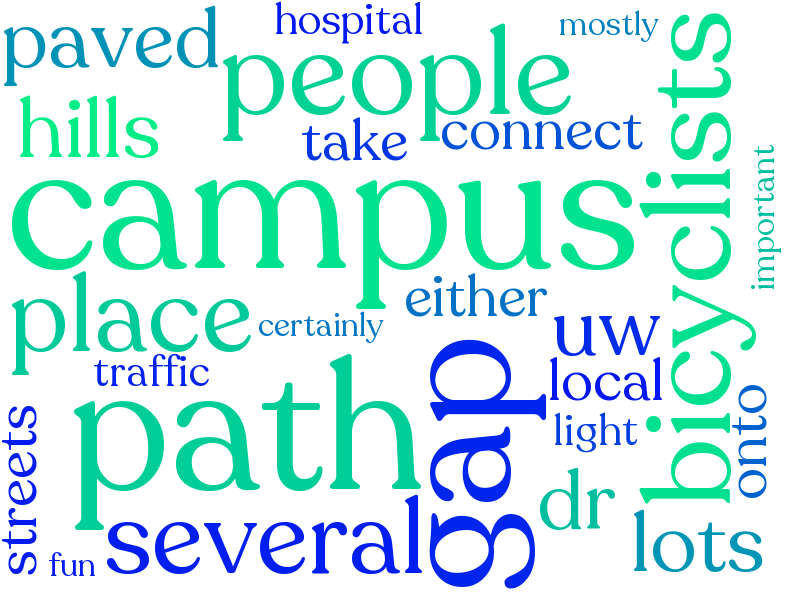 hospital
mostly
paved
people
bicyclists
hills
take
connect
important
campus
place
either
certainly
uw
traffic
local
path
gap
light
onto
streets
dr
several
lots
fun